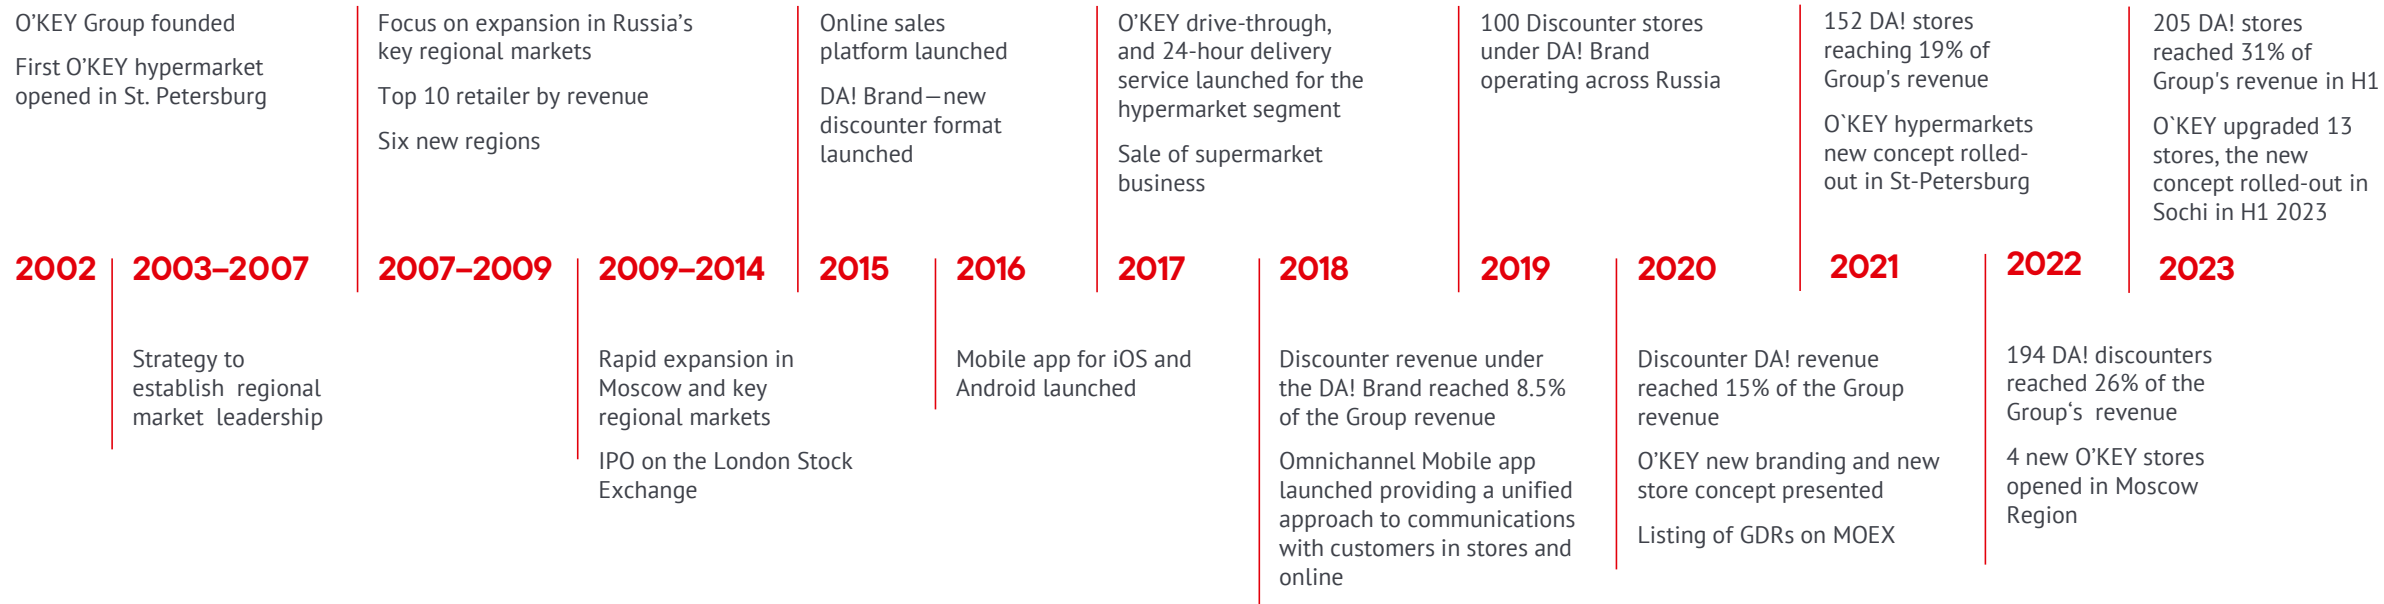 O’KEY Group founded
First O’KEY hypermarket
opened in St. Petersburg
Focus on expansion in Russia’s
key regional markets
Top 10 retailer by revenue
Six new regions
Online sales
platform launched
DA! Brand—new
discounter format
launched
O’KEY drive-through,
and 24-hour delivery
service launched for the
hypermarket segment
Sale of supermarket
business
100 Discounter stores
under DA! Brand
operating across Russia
152 DA! stores
reaching 19% of
Group's revenue
O`KEY hypermarkets
new concept rolled-
out in St-Petersburg
205 DA! stores
reached 31% of
Group's revenue in H1
O`KEY upgraded 13
stores, the new
concept rolled-out in
Sochi in H1 2023
2002
2003–2007
2007–2009
2009–2014
2015
2016
2017
2018
2019
2020
2021
2022
2023
Strategy to
establish regional
market leadership
Rapid expansion in
Moscow and key
regional markets
IPO on the London Stock
Exchange
Mobile app for iOS and
Android launched
Discounter revenue under
the DA! Brand reached 8.5%
of the Group revenue
Omnichannel Mobile app
launched providing a unified
approach to communications
with customers in stores and
online
Discounter DA! revenue
reached 15% of the Group
revenue
O’KEY new branding and new
store concept presented
Listing of GDRs on MOEX
194 DA! discounters
reached 26% of the
Group‘s revenue
4 new O’KEY stores
opened in Moscow
Region